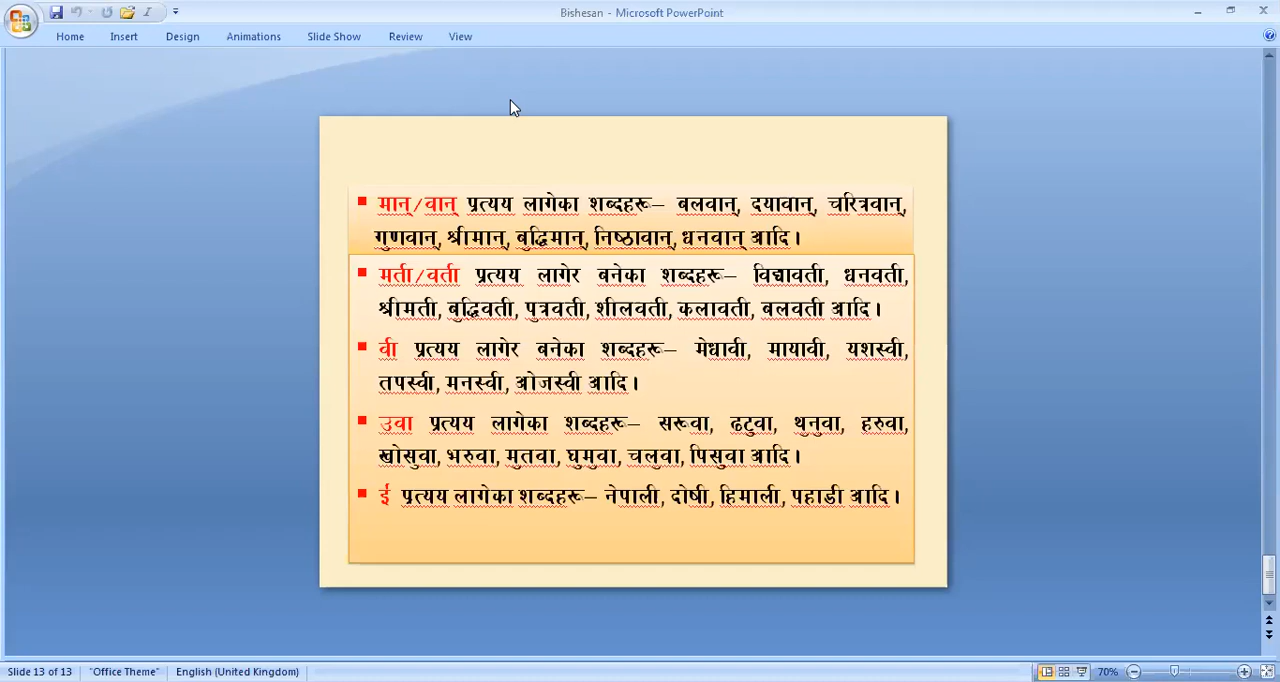 Bishesan - Microsoft PowerPoint
Home Insert Design Animations Slide Show Review View
मान्/वान् प्रत्यय लागेका शब्दहरू– बलवान्, दयावान्, चरित्रवान्,
गुणवान्, श्रीमान्, बुद्धिमान्, निष्ठावान्, धनवान् आदि।
मती/वती प्रत्यय लागेर बनेका शब्दहरू– विद्यावती, धनवती,
श्रीमती, बुद्धिवती, पुत्रवती, शीलवती, कलावती, बलवती आदि।
वी प्रत्यय लागेर बनेका शब्दहरू– मेधावी, मायावी, यशस्वी,
तपस्वी, मनस्वी, ओजस्वी आदि।
उवा प्रत्यय लागेका शब्दहरू– सरूवा, ढटुवा, थुनुवा, हरुवा,
खोसुवा, भरुवा, मुतवा, घुमुवा, चलुवा, पिसुवा आदि।
ई प्रत्यय लागेका शब्दहरू– नेपाली, दोषी, हिमाली, पहाडी आदि।
Slide 13 of 13 "Office Theme" English (United Kingdom) 70%